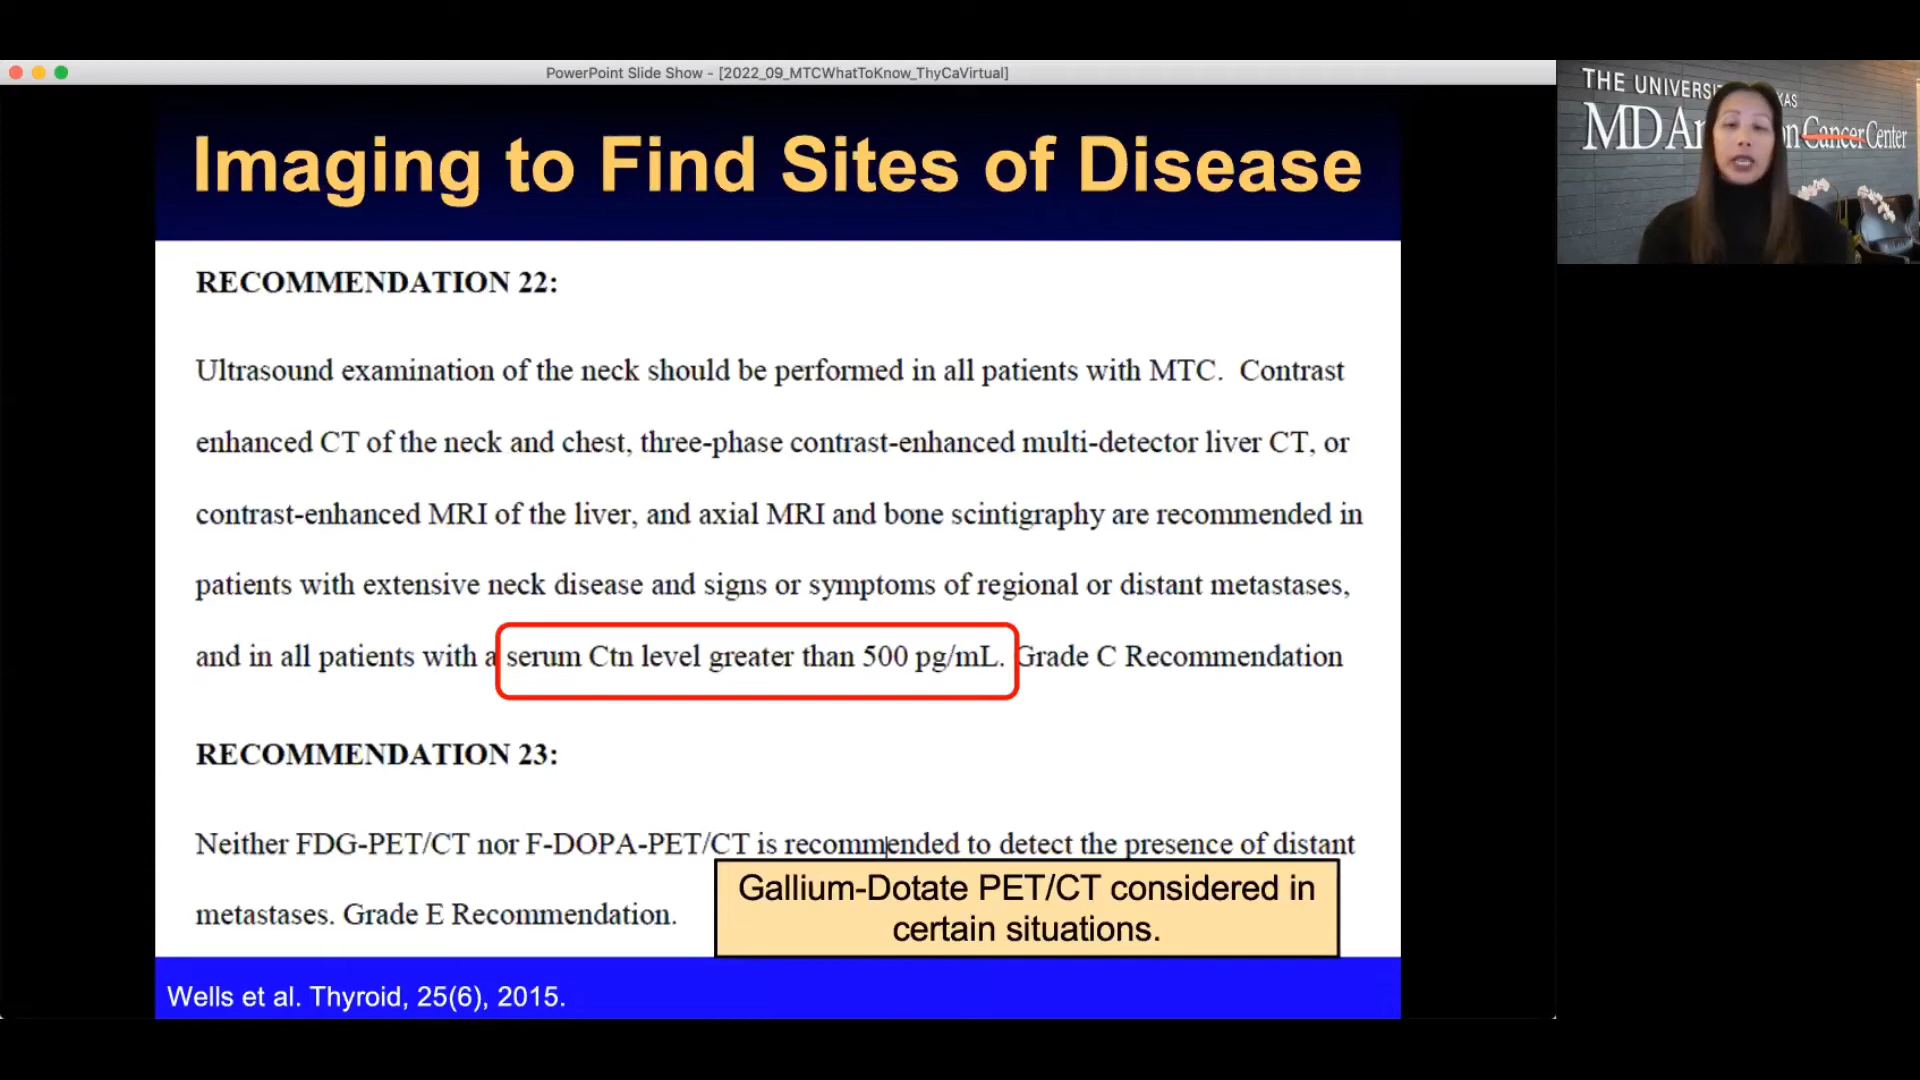 PowerPoint Slide Show - [2022_09_MTCWhatToKnow_ThyCaVirtual]
Imaging to Find Sites of Disease
RECOMMENDATION 22:
Ultrasound examination of the neck should be performed in all patients with MTC. Contrast
enhanced CT of the neck and chest, three-phase contrast-enhanced multi-detector liver CT, or
contrast-enhanced MRI of the liver, and axial MRI and bone scintigraphy are recommended in
patients with extensive neck disease and signs or symptoms of regional or distant metastases,
and in all patients with a serum Ctn level greater than 500 pg/mL. Grade C Recommendation
RECOMMENDATION 23:
Neither FDG-PET/CT nor F-DOPA-PET/CT is recommended to detect the presence of distant
metastases. Grade E Recommendation.
Gallium-Dotate PET/CT considered in
certain situations.
Wells et al. Thyroid, 25(6), 2015.
THE
MD
Cancer Center